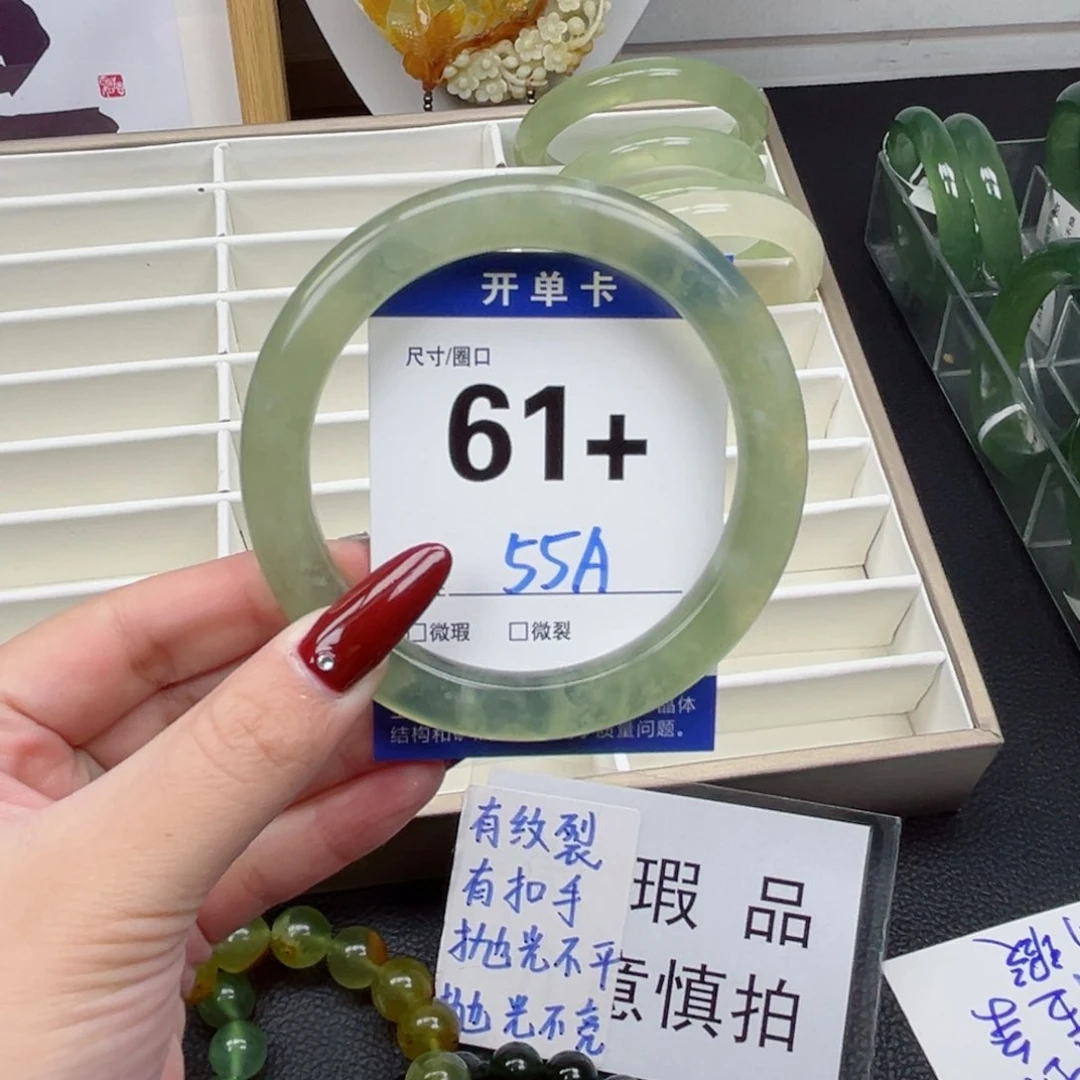 开单卡
尺寸/圈口
61+
55A
□微瑕 □微裂
晶体
结构和
质量问题。
有纹裂
有扣手
抛光不平
抛光不亮
瑕 品
意慎拍